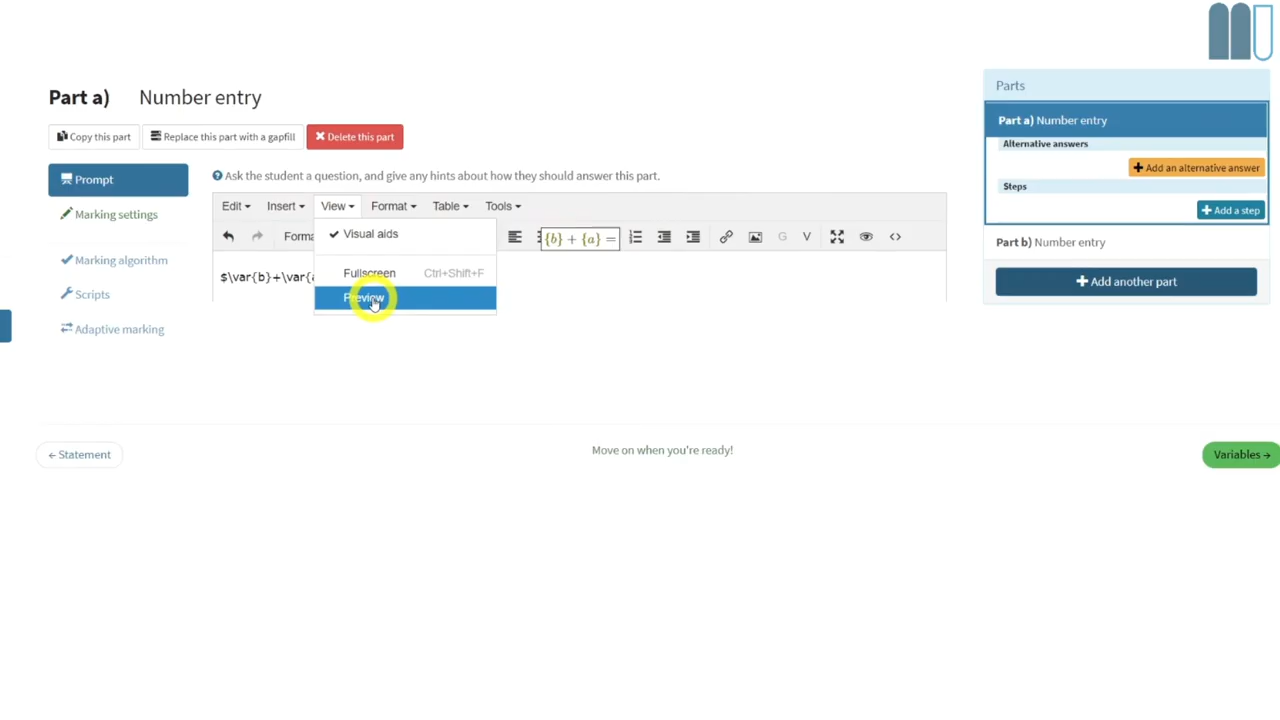 Part a) Number entry
Copy this part Replace this part with a gapfill Delete this part
Prompt
Marking settings
Marking algorithm
Scripts
Adaptive marking
Ask the student a question, and give any hints about how they should answer this part.
Edit Insert View Format Table Tools
Forma
{b} + {a} =
G V <>
$\var{b}+\var{
Visual aids
Fullscreen Ctrl+Shift+F
Preview
Parts
Part a) Number entry
Alternative answers
Add an alternative answer
Steps
Add a step
Part b) Number entry
Add another part
← Statement
Move on when you're ready!
Variables →